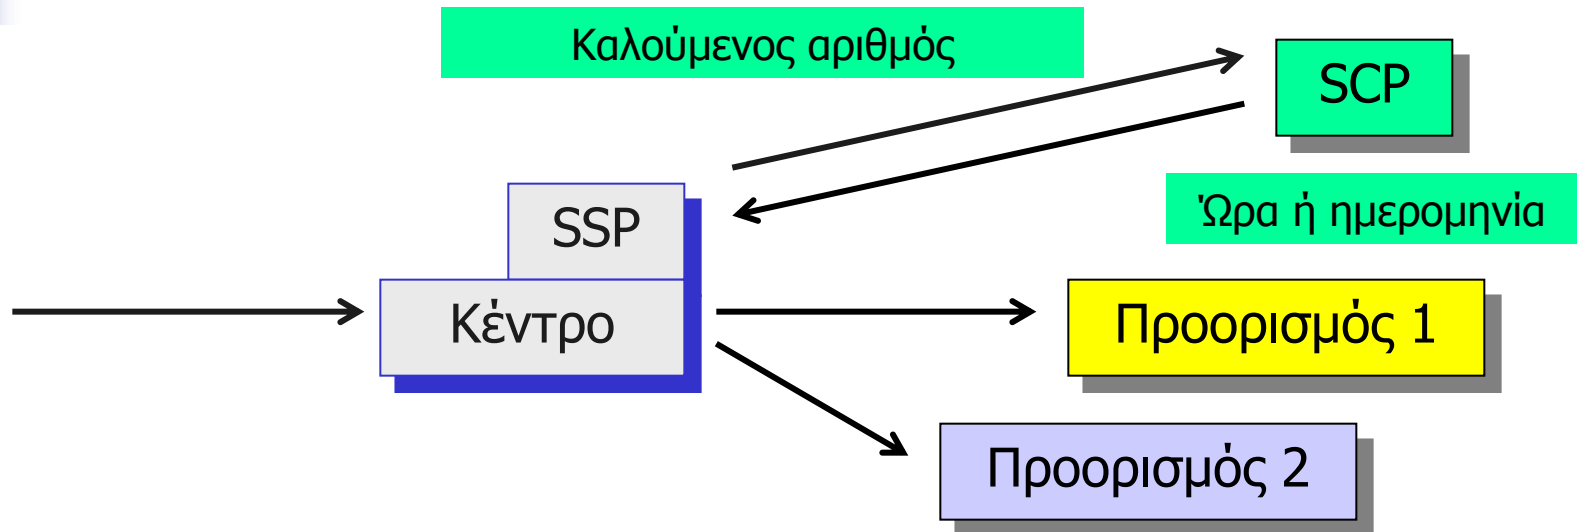 Καλούμενος αριθμός
SCP
Ώρα ή ημερομηνία
SSP
Κέντρο
Προορισμός 1
Προορισμός 2